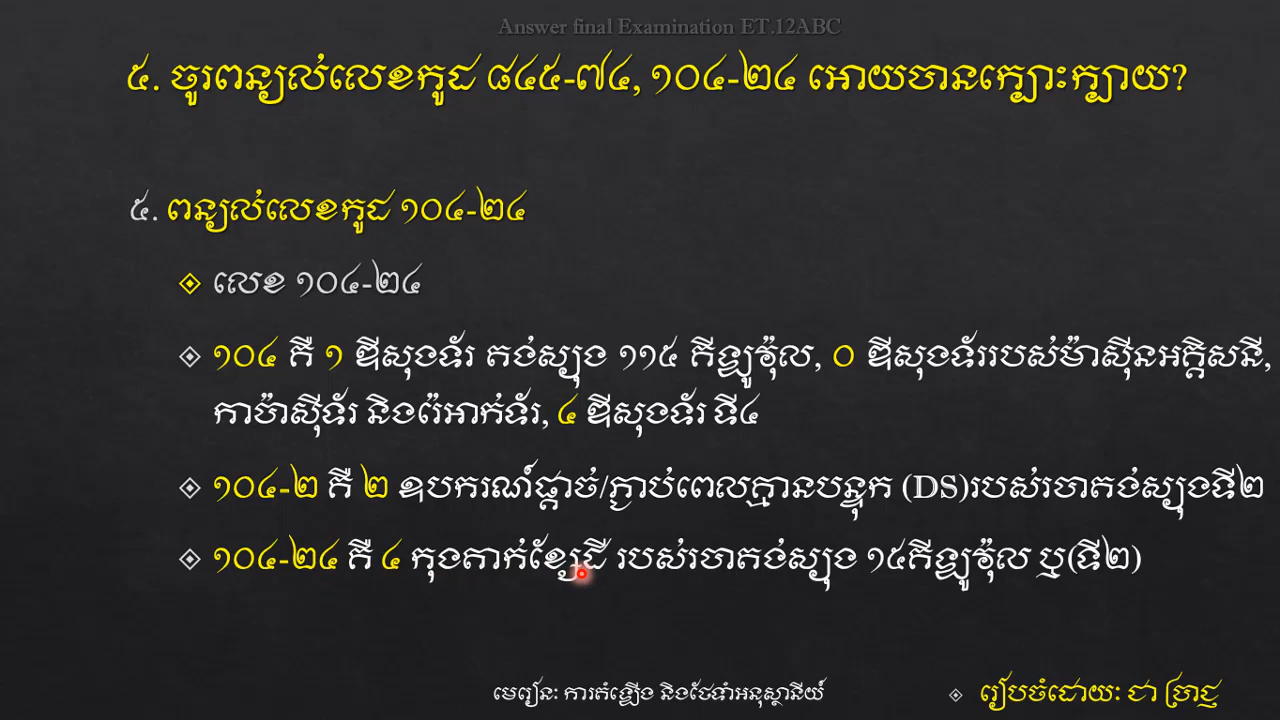 Answer final Examination ET.12ABC
៥. ចូរពន្យល់លេខកូដ ៨៤៥-៧៤, ១០៤-២៤ អោយបានក្បោះក្បាយ?
៥. ពន្យល់លេខកូដ ១០៤-២៤
លេខ ១០៤-២៤
១០៤ គឺ ១ ឌីសុងទ័រ តង់ស្យុង ១១៥ គីឡូវ៉ុល, ០ ឌីសុងទ័ររបស់ម៉ាស៊ីនអគ្គិសនី,
កាប៉ាស៊ីទ័រ និងរ៉េអាក់ទ័រ, ៤ ឌីសុងទ័រ ទី៤
១០៤-២ គឺ ២ ឧបករណ៍ផ្តាច់/ភ្ជាប់ពេលគ្មានបន្ទុក (DS)របស់របាតង់ស្យុងទី២
១០៤-២៤ គឺ ៤ កុងតាក់ខ្សែដី របស់របាតង់ស្យុង ១៥គីឡូវ៉ុល ឬ(ទី២)
មេរៀន: ការតំឡើង និងថែទាំអនុស្ថានីយ៍
រៀបចំដោយ: ជា ប្រាជ្ញ